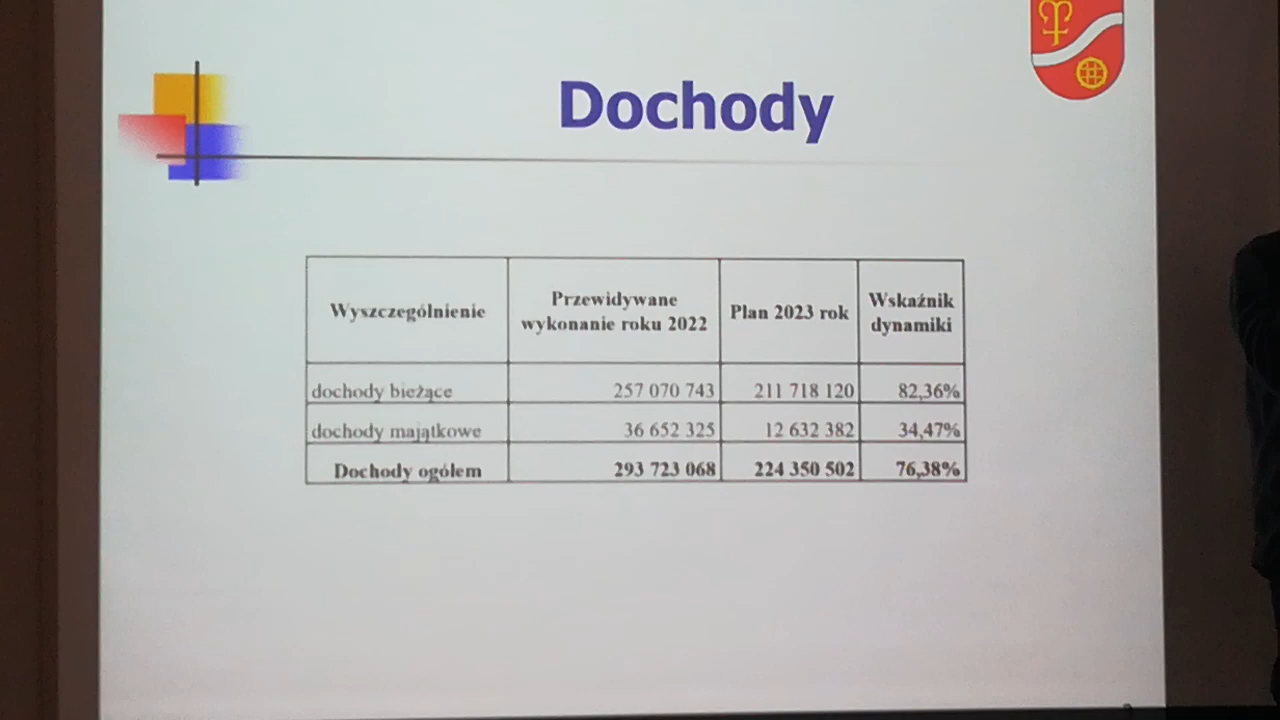 Dochody
Wyszczególnienie
Przewidywane
wykonanie roku 2022
Plan 2023 rok
Wskaźnik
dynamiki
dochody bieżące 257 070 743 211 718 120 82,36%
dochody majątkowe 36 652 325 12 632 382 34,47%
Dochody ogółem 293 723 068 224 350 502 76,38%